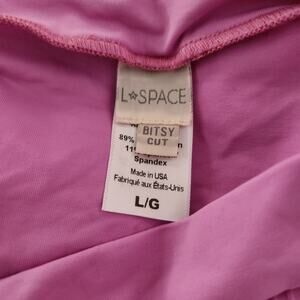 L★SPACE
BITSY
CUT
89%
11%
Spandex
Made in USA
Fabriqué aux États-Unis
L/G